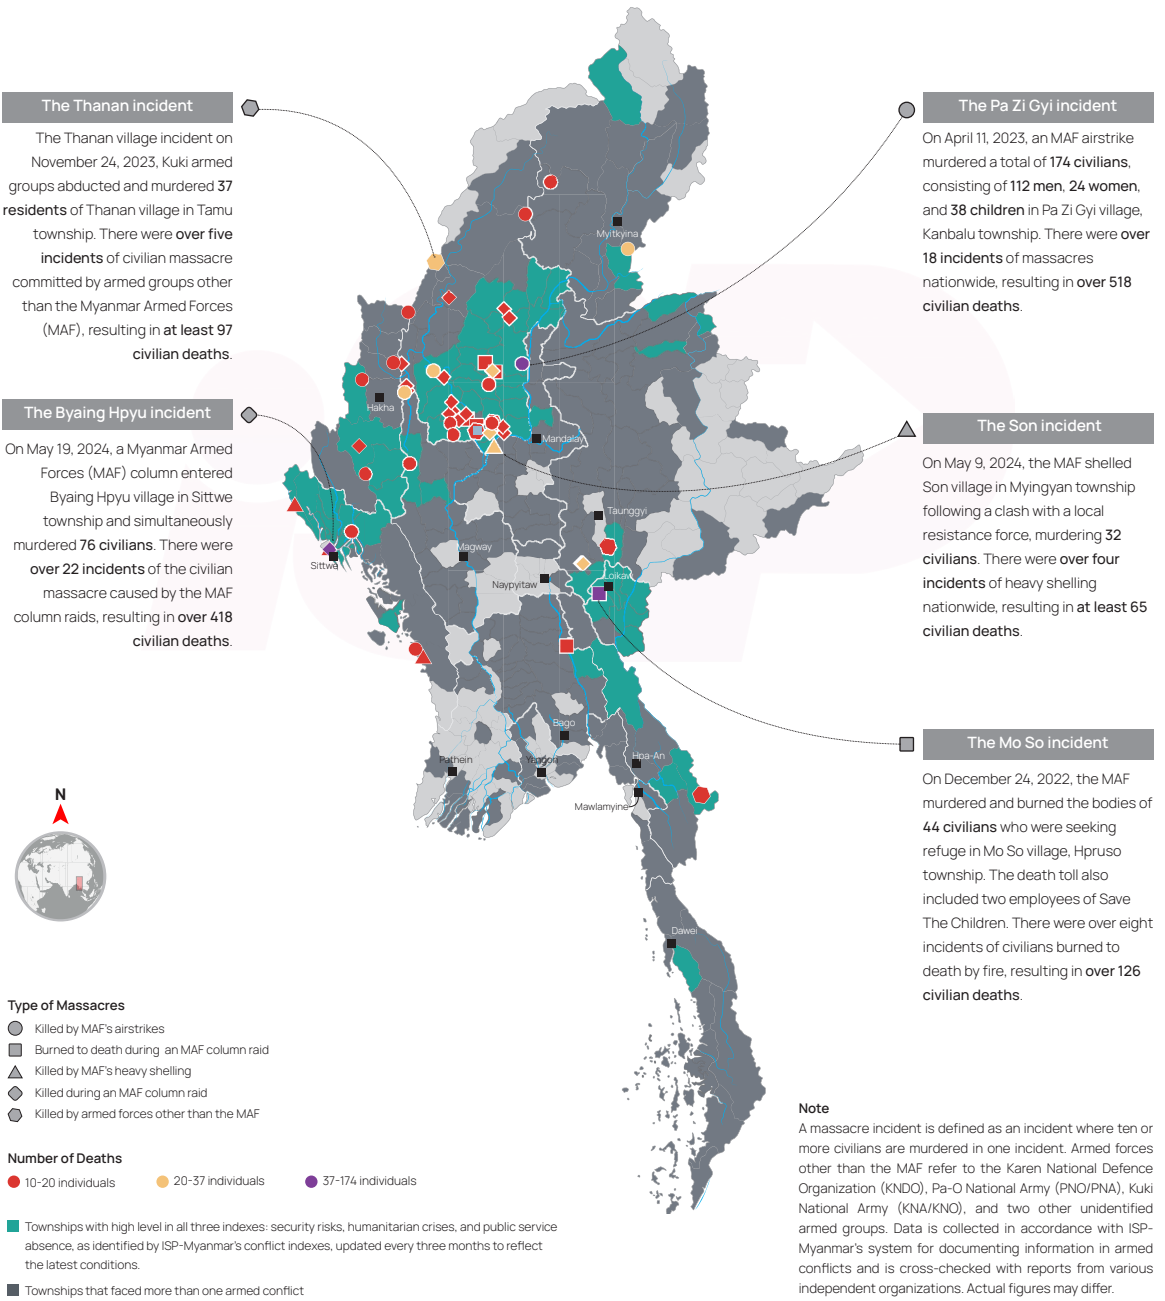 The Thanan incident
The Thanan village incident on
November 24, 2023, Kuki armed
groups abducted and murdered 37
residents of Thanan village in Tamu
township. There were over five
incidents of civilian massacre
committed by armed groups other
than the Myanmar Armed Forces
(MAF), resulting in at least 97
civilian deaths.
The Byaing Hpyu incident
On May 19, 2024, a Myanmar Armed
Forces (MAF) column entered
Byaing Hpyu village in Sittwe
township and simultaneously
murdered 76 civilians. There were
over 22 incidents of the civilian
massacre caused by the MAF
column raids, resulting in over 418
civilian deaths.
The Pa Zi Gyi incident
On April 11, 2023, an MAF airstrike
murdered a total of 174 civilians,
consisting of 112 men, 24 women,
and 38 children in Pa Zi Gyi village,
Kanbalu township. There were over
18 incidents of massacres
nationwide, resulting in over 518
civilian deaths.
The Son incident
On May 9, 2024, the MAF shelled
Son village in Myingyan township
following a clash with a local
resistance force, murdering 32
civilians. There were over four
incidents of heavy shelling
nationwide, resulting in at least 65
civilian deaths.
The Mo So incident
On December 24, 2022, the MAF
murdered and burned the bodies of
44 civilians who were seeking
refuge in Mo So village, Hpruso
township. The death toll also
included two employees of Save
The Children. There were over eight
incidents of civilians burned to
death by fire, resulting in over 126
civilian deaths.
Myitkyina
Hakha
Mandalay
Taunggyi
Sittwe
Magway
Naypyitaw
Loikaw
Bago
Pathein
Yangon
Hpa-An
Mawlamyine
Dawei
N
Type of Massacres
Killed by MAF's airstrikes
Burned to death during an MAF column raid
Killed by MAF's heavy shelling
Killed during an MAF column raid
Killed by armed forces other than the MAF
Number of Deaths
10-20 individuals
20-37 individuals
37-174 individuals
Townships with high level in all three indexes: security risks, humanitarian crises, and public service
absence, as identified by ISP-Myanmar's conflict indexes, updated every three months to reflect
the latest conditions.
Townships that faced more than one armed conflict
Note
A massacre incident is defined as an incident where ten or
more civilians are murdered in one incident. Armed forces
other than the MAF refer to the Karen National Defence
Organization (KNDO), Pa-O National Army (PNO/PNA), Kuki
National Army (KNA/KNO), and two other unidentified
armed groups. Data is collected in accordance with ISP-
Myanmar's system for documenting information in armed
conflicts and is cross-checked with reports from various
independent organizations. Actual figures may differ.